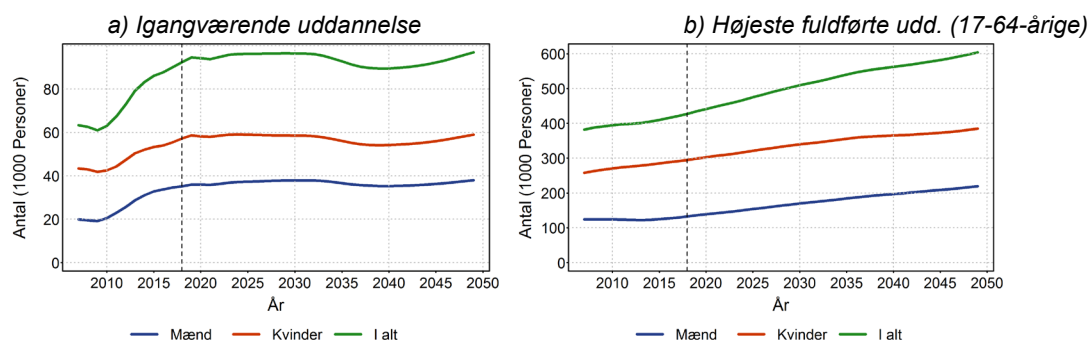 a) Igangværende uddannelse
Antal (1000 Personer)
80
60
40
20
0
2010 2015 2020 2025 2030 2035 2040 2045 2050
År
Mænd Kvinder I alt
b) Højeste fuldførte udd. (17-64-årige)
Antal (1000 Personer)
600
500
400
300
200
100
0
2010 2015 2020 2025 2030 2035 2040 2045 2050
År
Mænd Kvinder I alt